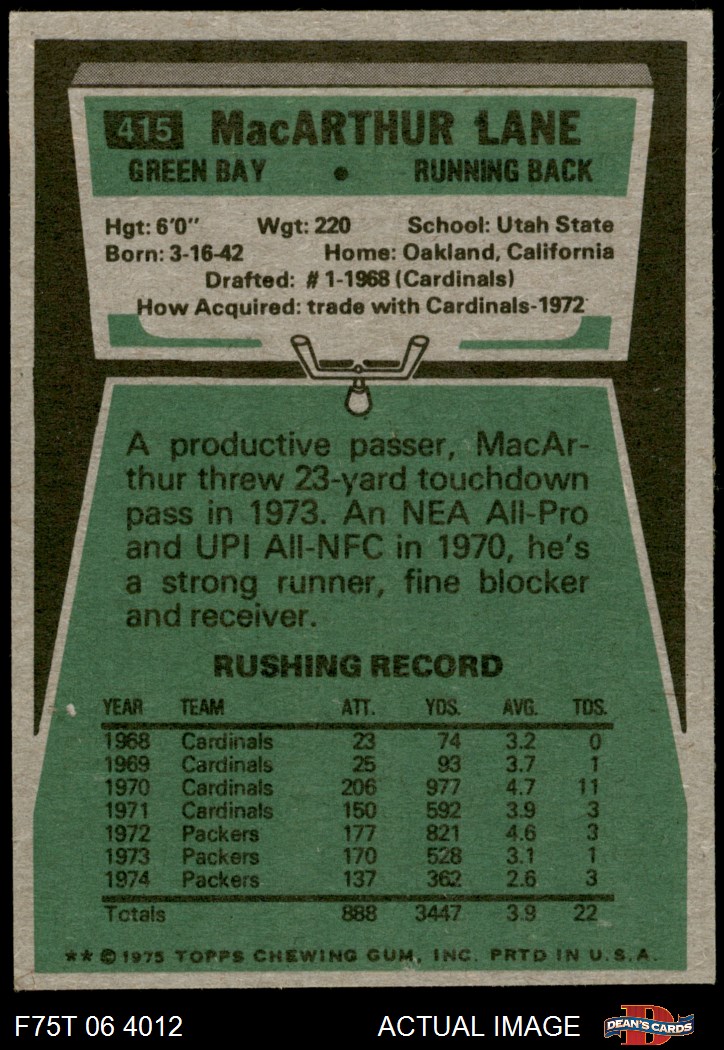 415 MacARTHUR LANE
GREEN BAY • RUNNING BACK
Hgt: 6'0" Wgt: 220 School: Utah State
Born: 3-16-42 Home: Oakland, California
Drafted: #1-1968 (Cardinals)
How Acquired: trade with Cardinals-1972
A productive passer, MacAr-
thur threw 23-yard touchdown
pass in 1973. An NEA All-Pro
and UPI All-NFC in 1970, he's
a strong runner, fine blocker
and receiver.
RUSHING RECORD
YEAR TEAM ATT. YDS. AVG. TDS.
1968 Cardinals 23 74 3.2 0
1969 Cardinals 25 93 3.7 1
1970 Cardinals 206 977 4.7 11
1971 Cardinals 150 592 3.9 3
1972 Packers 177 821 4.6 3
1973 Packers 170 528 3.1 1
1974 Packers 137 362 2.6 3
Totals 888 3447 3.9 22
** © 1975 TOPPS CHEWING GUM, INC. PRTD IN U.S.A.
F75T 06 4012 ACTUAL IMAGE D DEAN'S CARDS